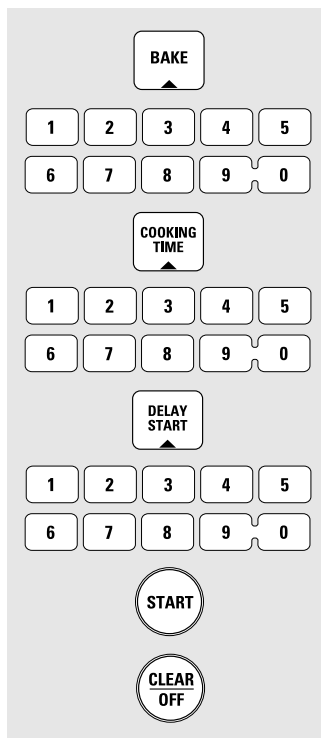 BAKE
1 2 3 4 5
6 7 8 9 0
COOKING
TIME
1 2 3 4 5
6 7 8 9 0
DELAY
START
1 2 3 4 5
6 7 8 9 0
START
CLEAR
OFF